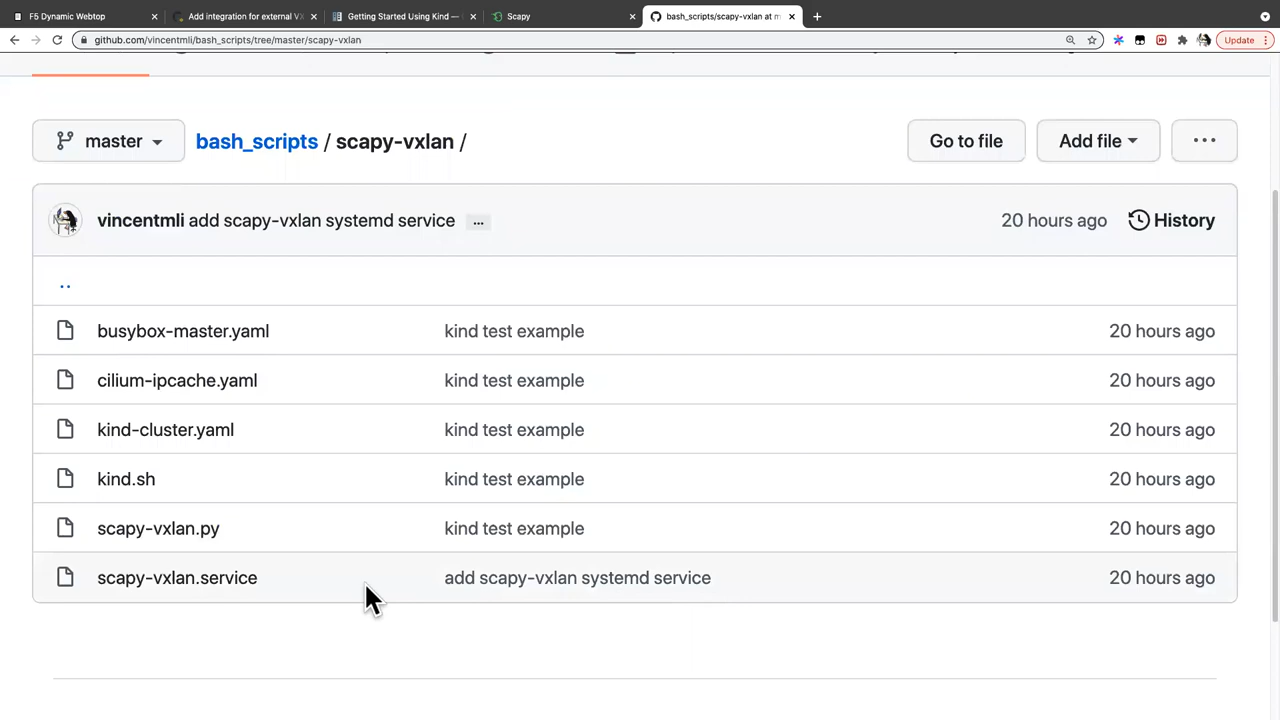 F5 Dynamic Webtop
Add integration for external VX
Getting Started Using Kind —
Scapy
bash_scripts/scapy-vxlan at m
github.com/vincentmli/bash_scripts/tree/master/scapy-vxlan
Update
master
bash_scripts / scapy-vxlan /
Go to file
Add file
...
vincentmli add scapy-vxlan systemd service ...
20 hours ago
History
..
busybox-master.yaml kind test example 20 hours ago
cilium-ipcache.yaml kind test example 20 hours ago
kind-cluster.yaml kind test example 20 hours ago
kind.sh kind test example 20 hours ago
scapy-vxlan.py kind test example 20 hours ago
scapy-vxlan.service add scapy-vxlan systemd service 20 hours ago